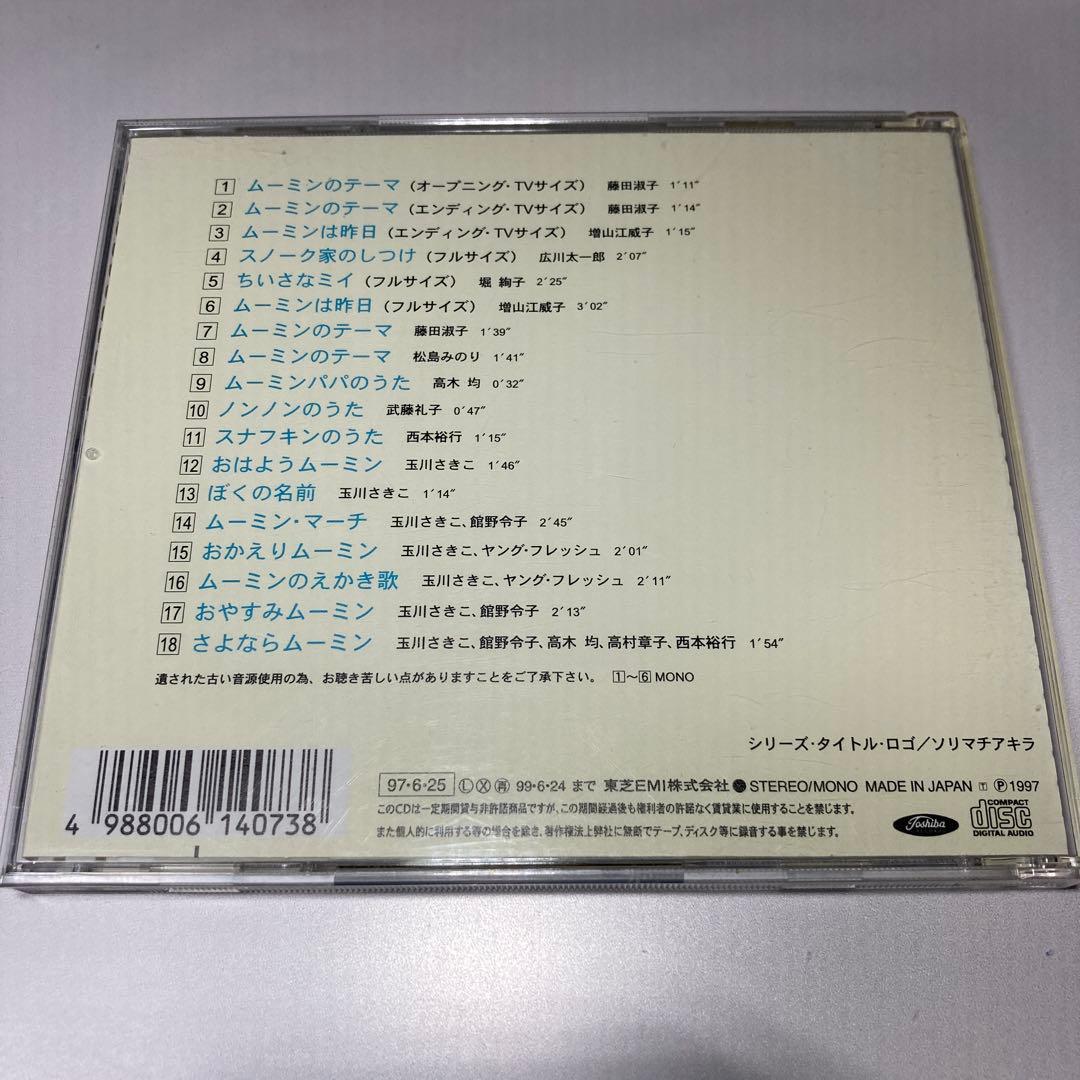 1 ムーミンのテーマ（オープニング・TVサイズ） 藤田淑子 1′11″
2 ムーミンのテーマ（エンディング・TVサイズ） 藤田淑子 1′14″
3 ムーミンは昨日（エンディング・TVサイズ） 増山江威子 1′15″
4 スノーク家のしつけ（フルサイズ） 広川太一郎 2′07″
5 ちいさなミイ（フルサイズ） 堀 絢子 2′25″
6 ムーミンは昨日（フルサイズ） 増山江威子 3′02″
7 ムーミンのテーマ 藤田淑子 1′39″
8 ムーミンのテーマ 松島みのり 1′41″
9 ムーミンパパのうた 高木 均 0′32″
10 ノンノンのうた 武藤礼子 0′47″
11 スナフキンのうた 西本裕行 1′15″
12 おはようムーミン 玉川さきこ 1′46″
13 ぼくの名前 玉川さきこ 1′14″
14 ムーミン・マーチ 玉川さきこ、館野令子 2′45″
15 おかえりムーミン 玉川さきこ、ヤング・フレッシュ 2′01″
16 ムーミンのえかき歌 玉川さきこ、ヤング・フレッシュ 2′11″
17 おやすみムーミン 玉川さきこ、館野令子 2′13″
18 さよならムーミン 玉川さきこ、館野令子、高木 均、高村章子、西本裕行 1′54″
遺された古い音源使用の為、お聴き苦しい点がありますことをご了承下さい。 1〜6 MONO
シリーズ・タイトル・ロゴ／ソリマチアキラ
97・6・25 Ⓛ Ⓧ ㊢ 99・6・24 まで 東芝EMI株式会社 STEREO/MONO MADE IN JAPAN T Ⓟ 1997
このCDは一定期間貸与非許諾商品ですが、この期間経過後も権利者の許諾なく賃貸業に使用することを禁じます。
また個人的に利用する等の場合を除き、著作権法上弊社に無断でテープ、ディスク等に録音する事を禁じます。
Toshiba
COMPACT disc DIGITAL AUDIO
4 988006 140738